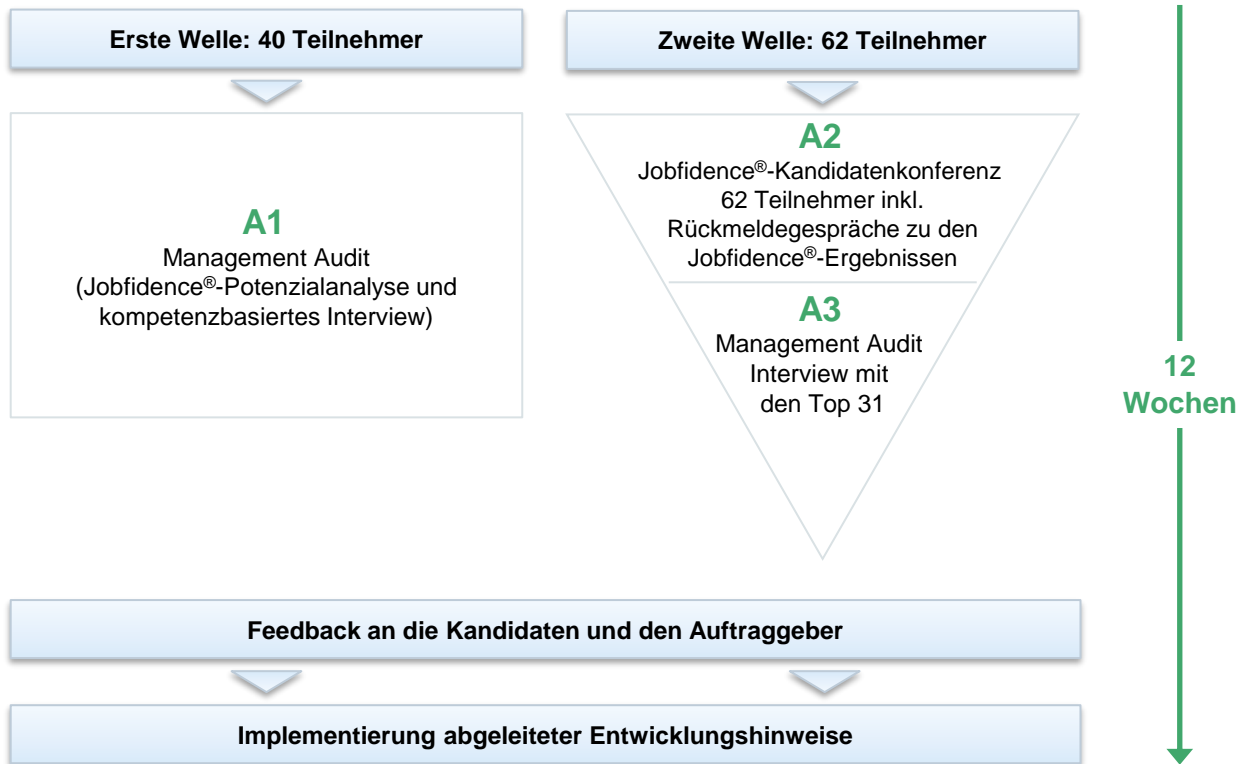 Erste Welle: 40 Teilnehmer
A1
Management Audit
(Jobfidence®-Potenzialanalyse und
kompetenzbasiertes Interview)
Zweite Welle: 62 Teilnehmer
A2
Jobfidence®-Kandidatenkonferenz
62 Teilnehmer inkl.
Rückmeldegespräche zu den
Jobfidence®-Ergebnissen
A3
Management Audit
Interview mit
den Top 31
12
Wochen
Feedback an die Kandidaten und den Auftraggeber
Implementierung abgeleiteter Entwicklungshinweise